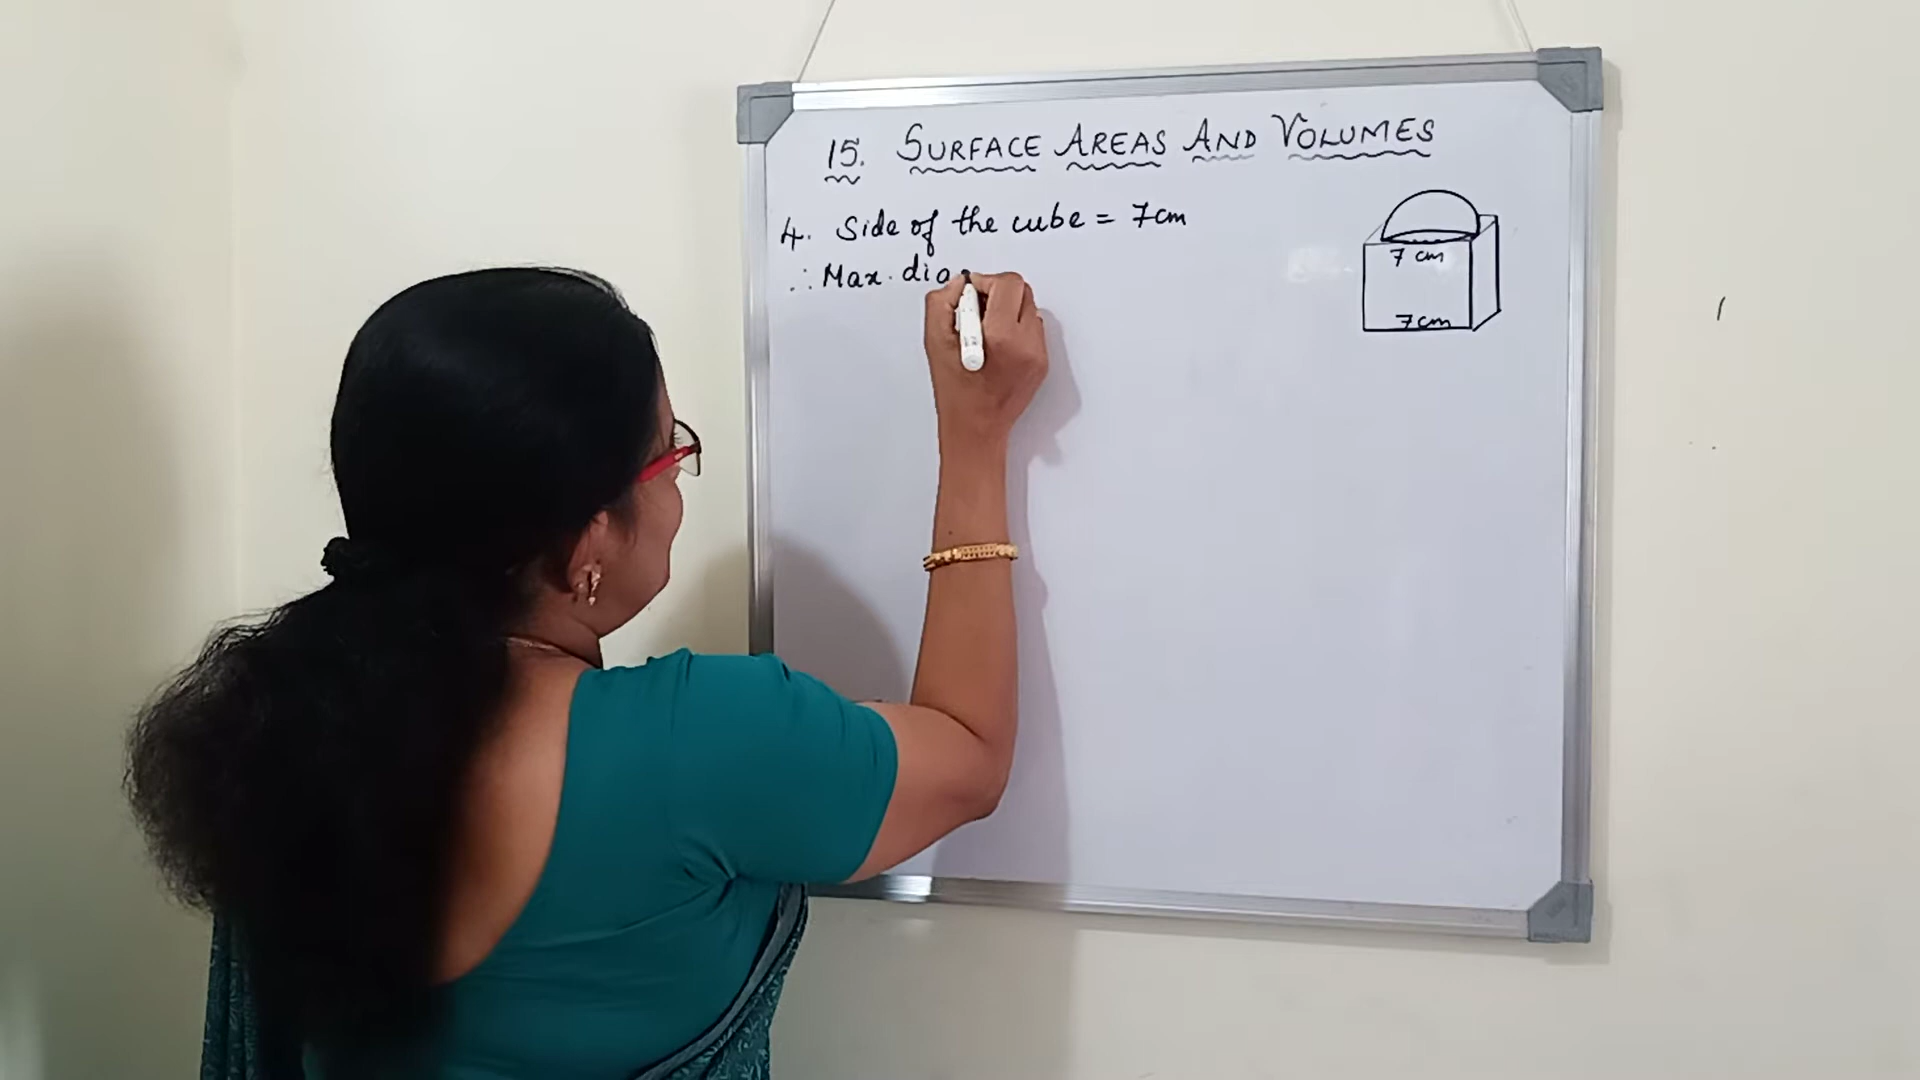 15. SURFACE AREAS AND VOLUMES
4. Side of the cube = 7cm
∴ Max. dia
7 cm
7cm